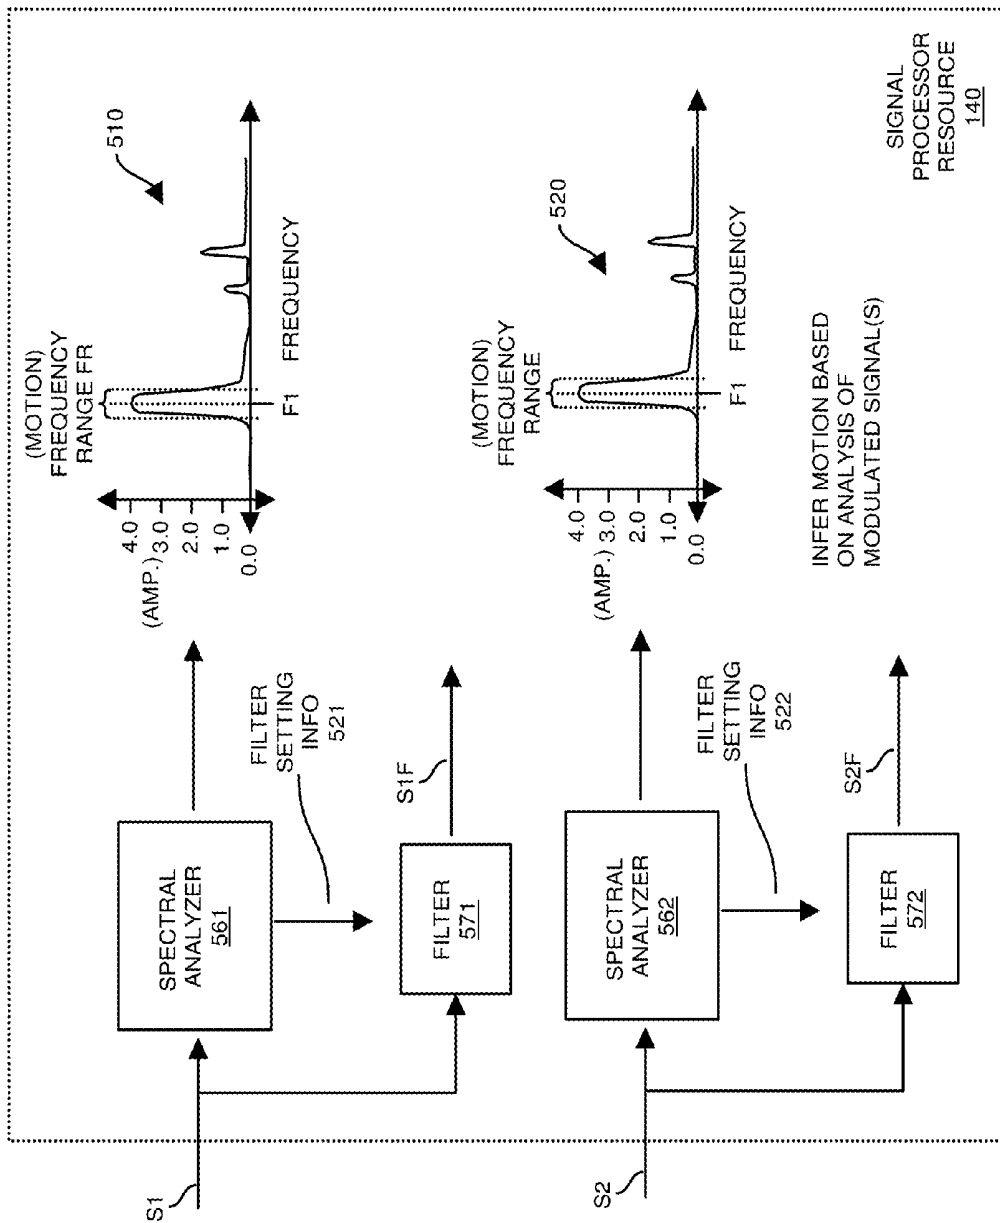 S1
SPECTRAL
ANALYZER
561
FILTER
SETTING
INFO
521
FILTER
571
S1F
(MOTION)
FREQUENCY
RANGE FR
(AMP.)
4.0
3.0
2.0
1.0
0.0
F1
FREQUENCY
510
S2
SPECTRAL
ANALYZER
562
FILTER
SETTING
INFO
522
FILTER
572
S2F
(MOTION)
FREQUENCY
RANGE
(AMP.)
4.0
3.0
2.0
1.0
0.0
F1
FREQUENCY
520
INFER MOTION BASED
ON ANALYSIS OF
MODULATED SIGNAL(S)
SIGNAL
PROCESSOR
RESOURCE
140